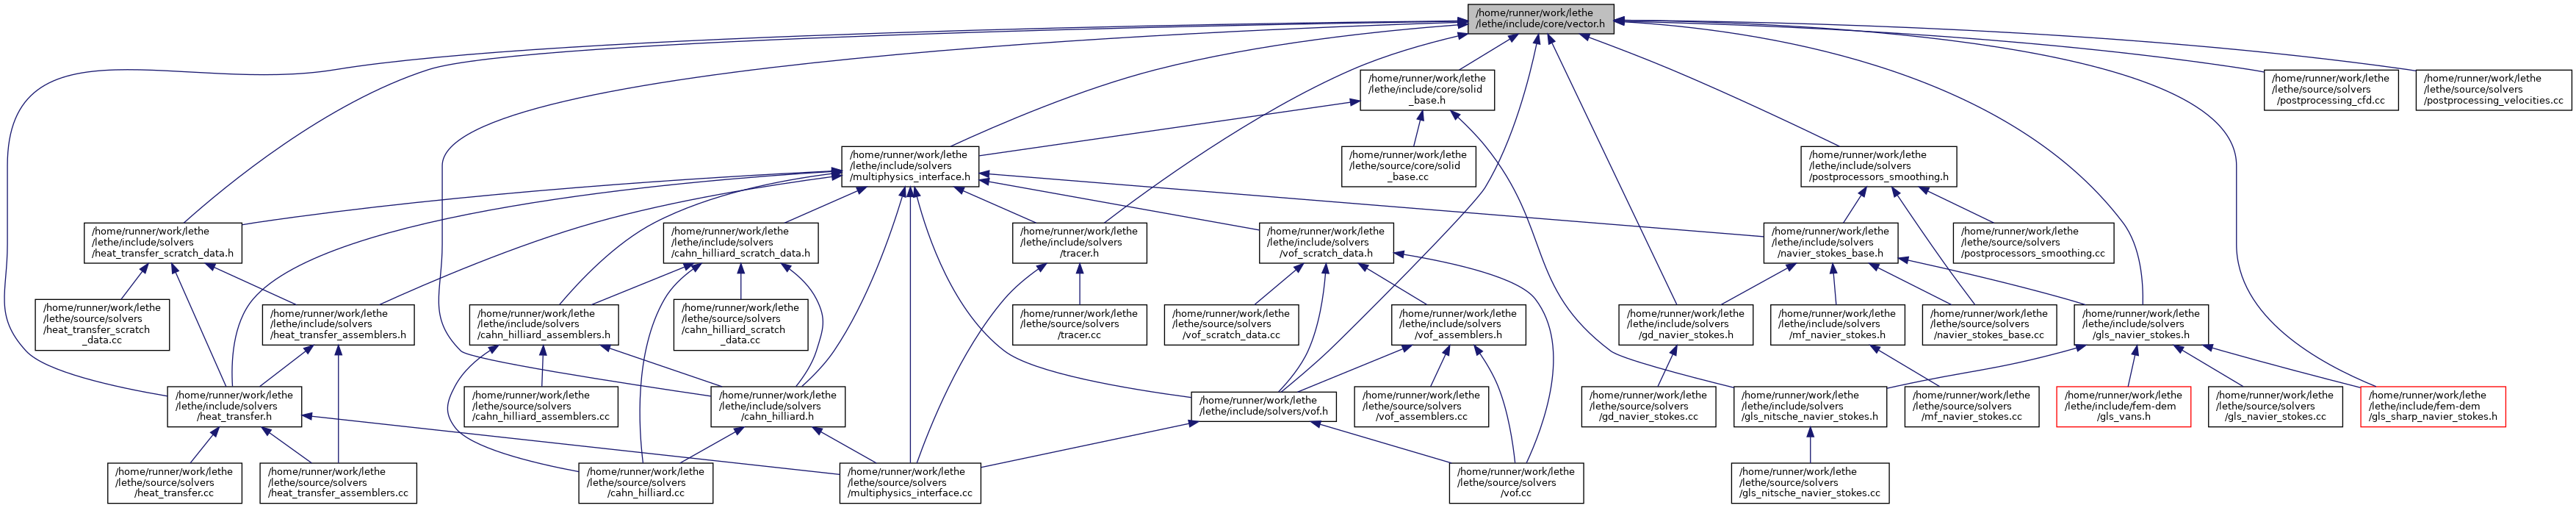 /home/runner/work/lethe
/lethe/include/core/vector.h
/home/runner/work/lethe
/lethe/include/core/solid
_base.h
/home/runner/work/lethe
/lethe/source/solvers
/postprocessing_cfd.cc
/home/runner/work/lethe
/lethe/source/solvers
/postprocessing_velocities.cc
/home/runner/work/lethe
/lethe/include/solvers
/multiphysics_interface.h
/home/runner/work/lethe
/lethe/source/core/solid
_base.cc
/home/runner/work/lethe
/lethe/include/solvers
/postprocessors_smoothing.h
/home/runner/work/lethe
/lethe/include/solvers
/heat_transfer_scratch_data.h
/home/runner/work/lethe
/lethe/include/solvers
/cahn_hilliard_scratch_data.h
/home/runner/work/lethe
/lethe/include/solvers
/tracer.h
/home/runner/work/lethe
/lethe/include/solvers
/vof_scratch_data.h
/home/runner/work/lethe
/lethe/include/solvers
/navier_stokes_base.h
/home/runner/work/lethe
/lethe/source/solvers
/postprocessors_smoothing.cc
/home/runner/work/lethe
/lethe/source/solvers
/heat_transfer_scratch
_data.cc
/home/runner/work/lethe
/lethe/include/solvers
/heat_transfer_assemblers.h
/home/runner/work/lethe
/lethe/include/solvers
/cahn_hilliard_assemblers.h
/home/runner/work/lethe
/lethe/source/solvers
/cahn_hilliard_scratch
_data.cc
/home/runner/work/lethe
/lethe/source/solvers
/tracer.cc
/home/runner/work/lethe
/lethe/source/solvers
/vof_scratch_data.cc
/home/runner/work/lethe
/lethe/include/solvers
/vof_assemblers.h
/home/runner/work/lethe
/lethe/include/solvers
/gd_navier_stokes.h
/home/runner/work/lethe
/lethe/include/solvers
/mf_navier_stokes.h
/home/runner/work/lethe
/lethe/source/solvers
/navier_stokes_base.cc
/home/runner/work/lethe
/lethe/include/solvers
/gls_navier_stokes.h
/home/runner/work/lethe
/lethe/include/solvers
/heat_transfer.h
/home/runner/work/lethe
/lethe/source/solvers
/cahn_hilliard_assemblers.cc
/home/runner/work/lethe
/lethe/include/solvers
/cahn_hilliard.h
/home/runner/work/lethe
/lethe/include/solvers/vof.h
/home/runner/work/lethe
/lethe/source/solvers
/vof_assemblers.cc
/home/runner/work/lethe
/lethe/source/solvers
/gd_navier_stokes.cc
/home/runner/work/lethe
/lethe/include/solvers
/gls_nitsche_navier_stokes.h
/home/runner/work/lethe
/lethe/source/solvers
/mf_navier_stokes.cc
/home/runner/work/lethe
/lethe/include/fem-dem
/gls_vans.h
/home/runner/work/lethe
/lethe/source/solvers
/gls_navier_stokes.cc
/home/runner/work/lethe
/lethe/include/fem-dem
/gls_sharp_navier_stokes.h
/home/runner/work/lethe
/lethe/source/solvers
/heat_transfer.cc
/home/runner/work/lethe
/lethe/source/solvers
/heat_transfer_assemblers.cc
/home/runner/work/lethe
/lethe/source/solvers
/cahn_hilliard.cc
/home/runner/work/lethe
/lethe/source/solvers
/multiphysics_interface.cc
/home/runner/work/lethe
/lethe/source/solvers
/vof.cc
/home/runner/work/lethe
/lethe/source/solvers
/gls_nitsche_navier_stokes.cc